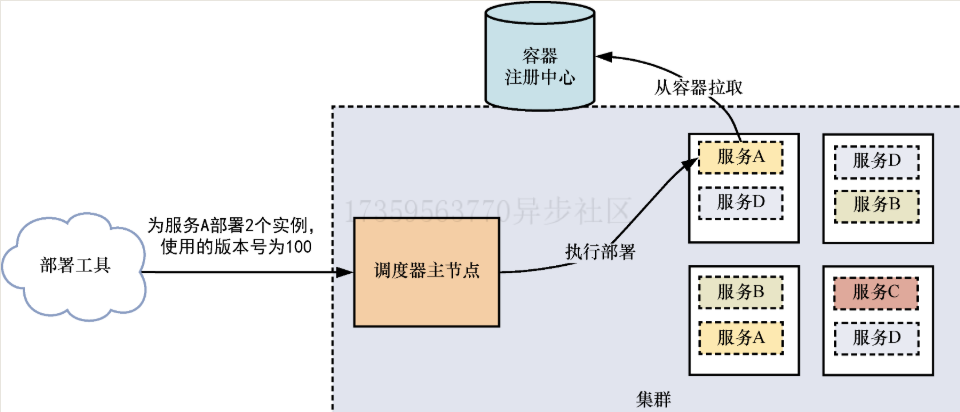 容器
注册中心
从容器拉取
服务A
服务D
服务D
服务B
为服务A部署2个实例，
使用的版本号为100
17359563770异步社区
部署工具
调度器主节点
执行部署
服务B
服务A
服务C
服务D
集群